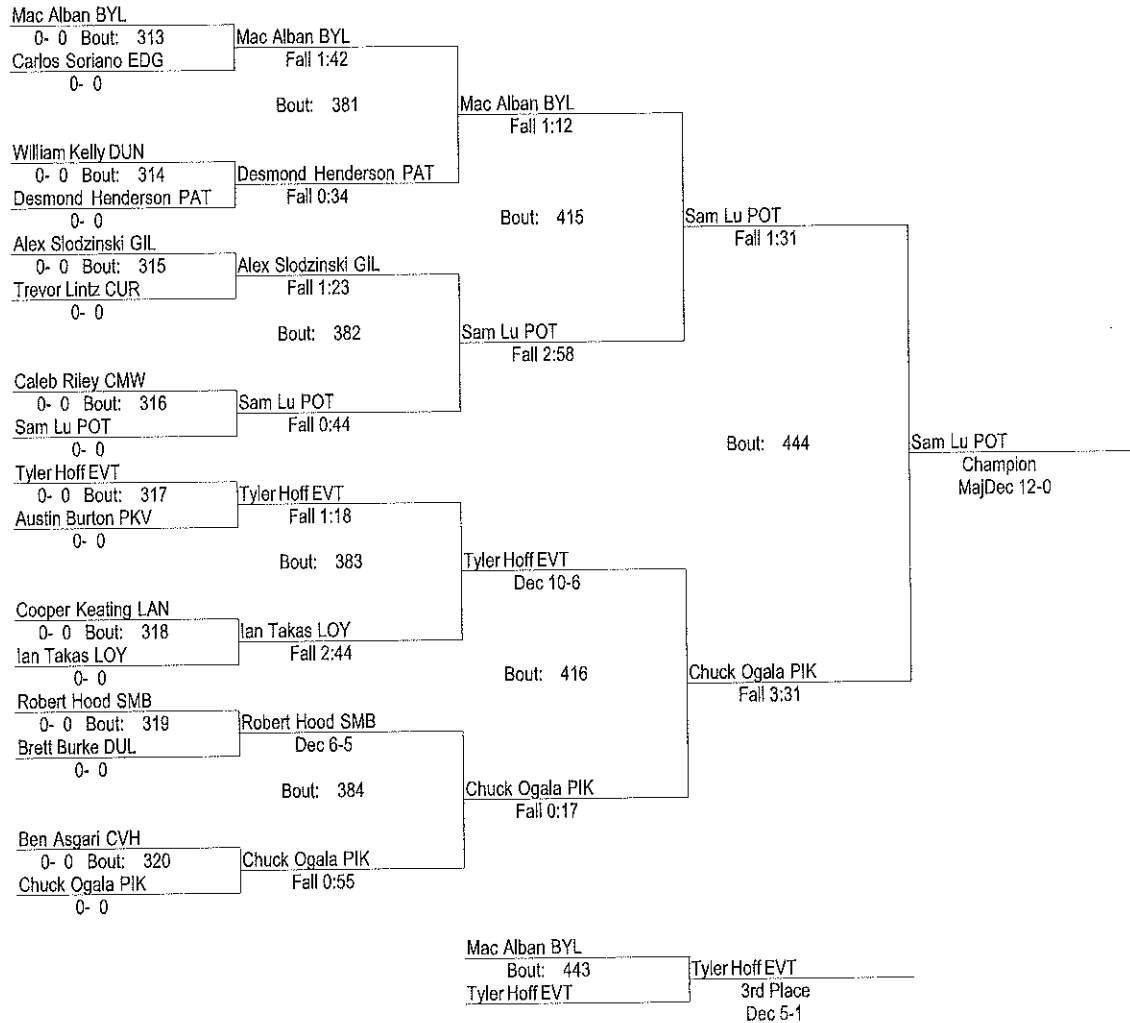 Mac Alban BYL
0- 0 Bout: 313
Carlos Soriano EDG
0- 0
Mac Alban BYL
Fall 1:42
Bout: 381
William Kelly DUN
0- 0 Bout: 314
Desmond Henderson PAT
0- 0
Desmond Henderson PAT
Fall 0:34
Mac Alban BYL
Fall 1:12
Bout: 415
Alex Slodzinski GIL
0- 0 Bout: 315
Trevor Lintz CUR
0- 0
Alex Slodzinski GIL
Fall 1:23
Bout: 382
Caleb Riley CMW
0- 0 Bout: 316
Sam Lu POT
0- 0
Sam Lu POT
Fall 0:44
Sam Lu POT
Fall 2:58
Sam Lu POT
Fall 1:31
Bout: 444
Tyler Hoff EVT
0- 0 Bout: 317
Austin Burton PKV
0- 0
Tyler Hoff EVT
Fall 1:18
Bout: 383
Cooper Keating LAN
0- 0 Bout: 318
Ian Takas LOY
0- 0
Ian Takas LOY
Fall 2:44
Tyler Hoff EVT
Dec 10-6
Bout: 416
Robert Hood SMB
0- 0 Bout: 319
Brett Burke DUL
0- 0
Robert Hood SMB
Dec 6-5
Bout: 384
Ben Asgari CVH
0- 0 Bout: 320
Chuck Ogala PIK
0- 0
Chuck Ogala PIK
Fall 0:55
Chuck Ogala PIK
Fall 0:17
Chuck Ogala PIK
Fall 3:31
Sam Lu POT
Champion
MajDec 12-0
Mac Alban BYL
Bout: 443
Tyler Hoff EVT
Tyler Hoff EVT
3rd Place
Dec 5-1